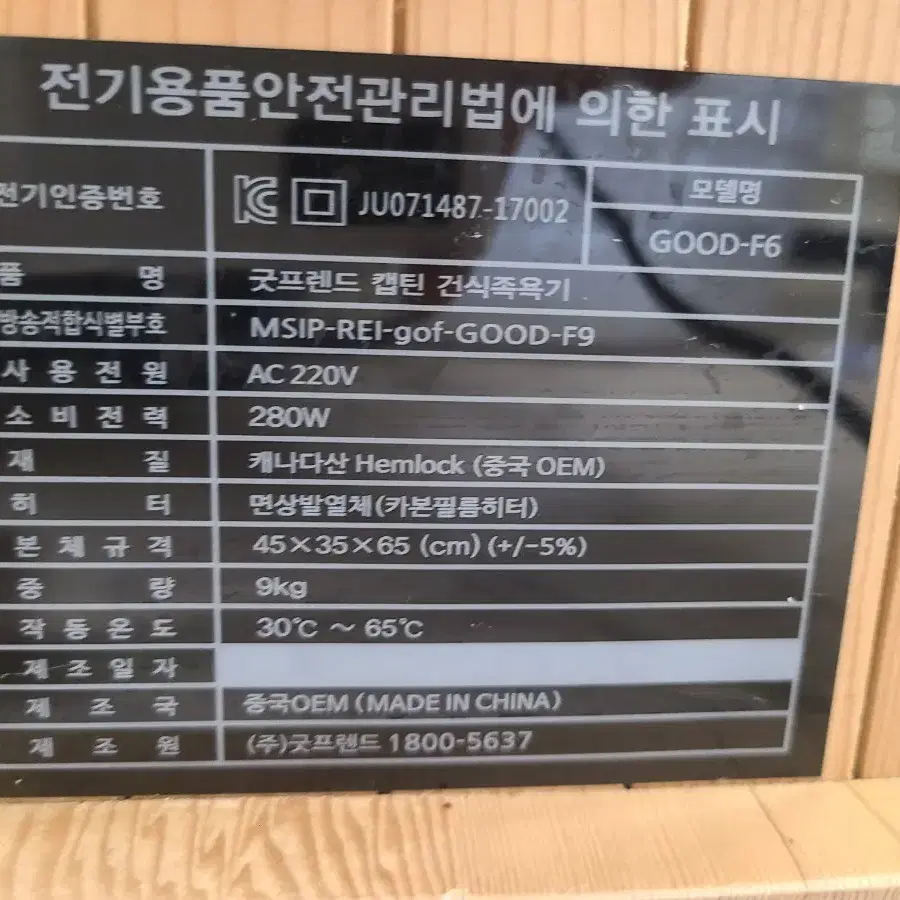 전기용품안전관리법에 의한 표시
전기인증번호 JU071487-17002 모델명
GOOD-F6
품 명 굿프렌드 캡틴 건식족욕기
방송적합식별부호 MSIP-REI-gof-GOOD-F9
사 용 전 원 AC 220V
소 비 전 력 280W
재 질 캐나다산 Hemlock (중국 OEM)
히 터 면상발열체(카본필름히터)
본 체 규 격 45×35×65 (cm) (+/-5%)
중 량 9kg
작 동 온 도 30℃ ~ 65℃
제 조 일 자
제 조 국 중국OEM (MADE IN CHINA)
제 조 원 (주)굿프렌드 1800-5637